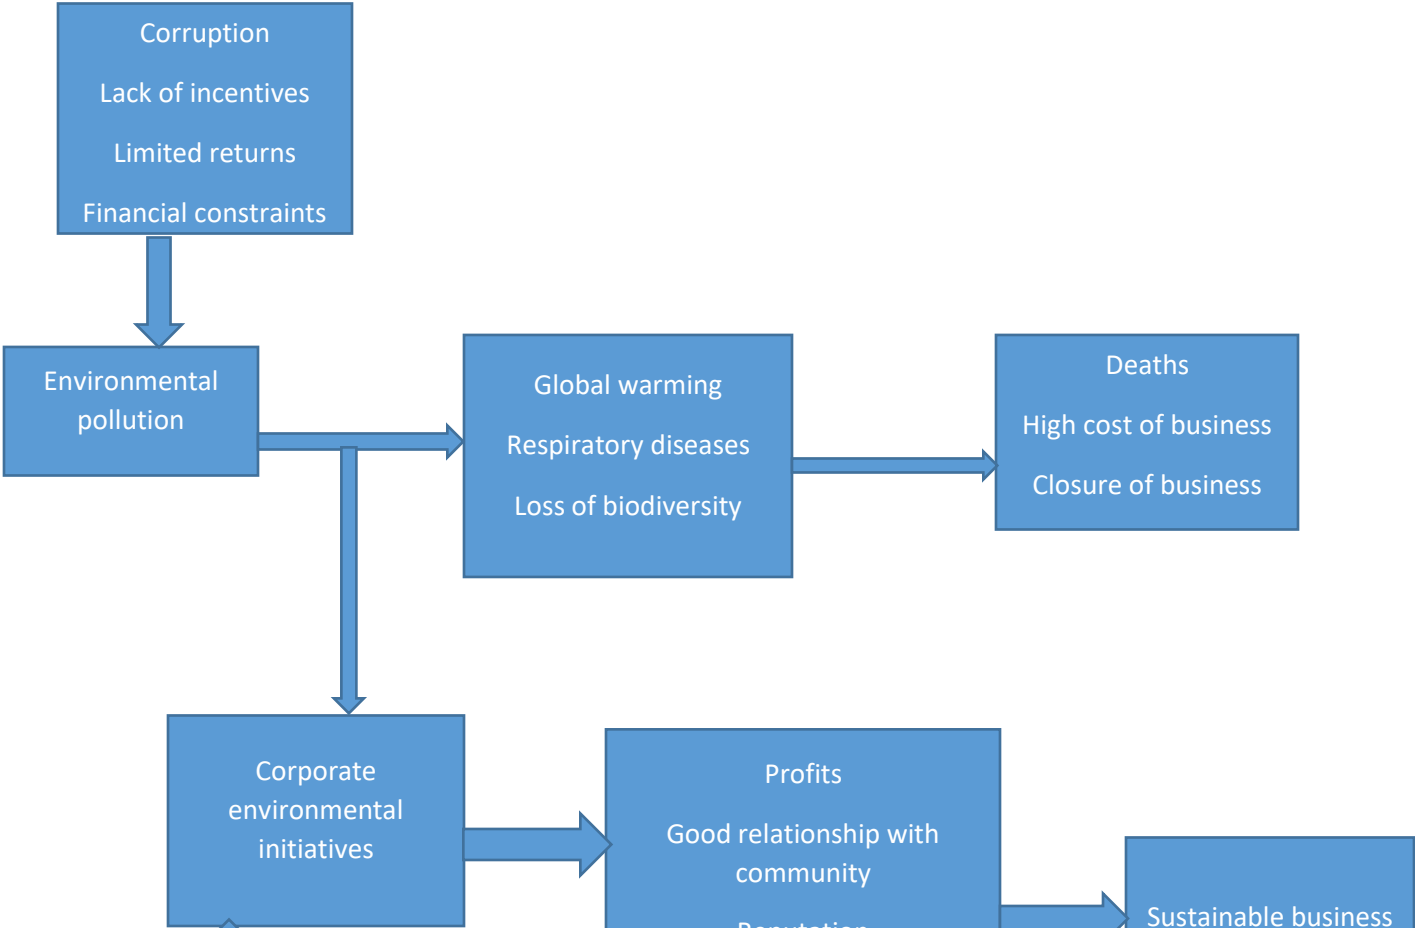 Corruption
Lack of incentives
Limited returns
Financial constraints
Environmental
pollution
Global warming
Respiratory diseases
Loss of biodiversity
Deaths
High cost of business
Closure of business
Corporate
environmental
initiatives
Profits
Good relationship with
community
Reputation
Sustainable business